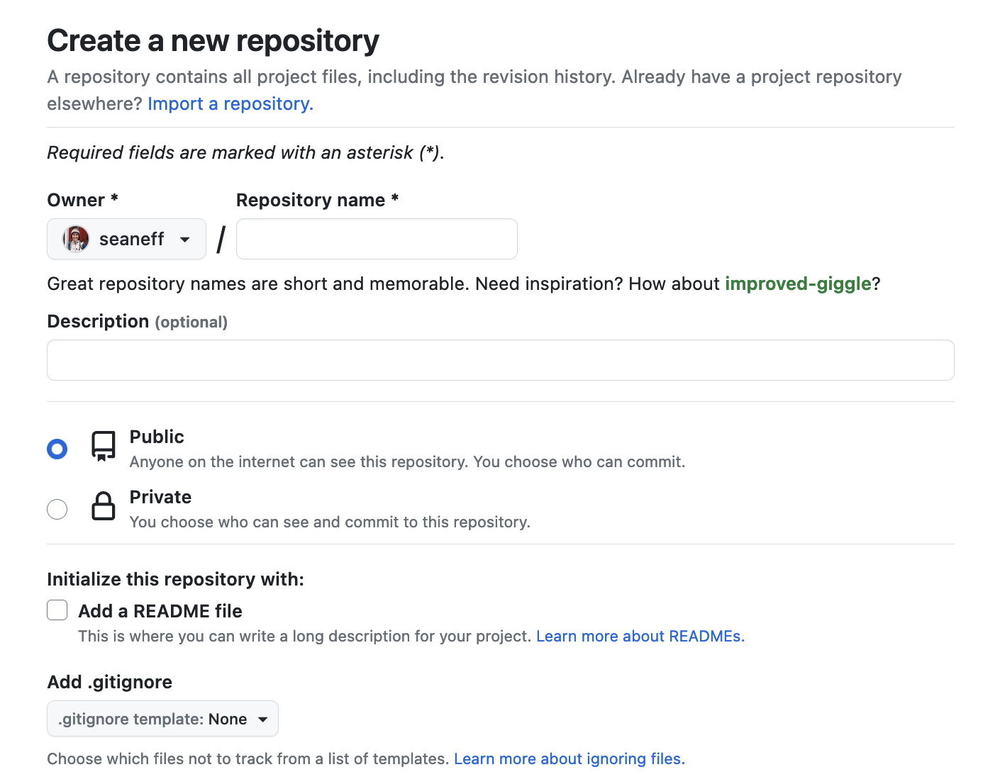 Create a new repository
A repository contains all project files, including the revision history. Already have a project repository
elsewhere? Import a repository.
Required fields are marked with an asterisk (*).
Owner * Repository name *
seaneff /
Great repository names are short and memorable. Need inspiration? How about improved-giggle?
Description (optional)
Public
Anyone on the internet can see this repository. You choose who can commit.
Private
You choose who can see and commit to this repository.
Initialize this repository with:
Add a README file
This is where you can write a long description for your project. Learn more about READMEs.
Add .gitignore
.gitignore template: None
Choose which files not to track from a list of templates. Learn more about ignoring files.